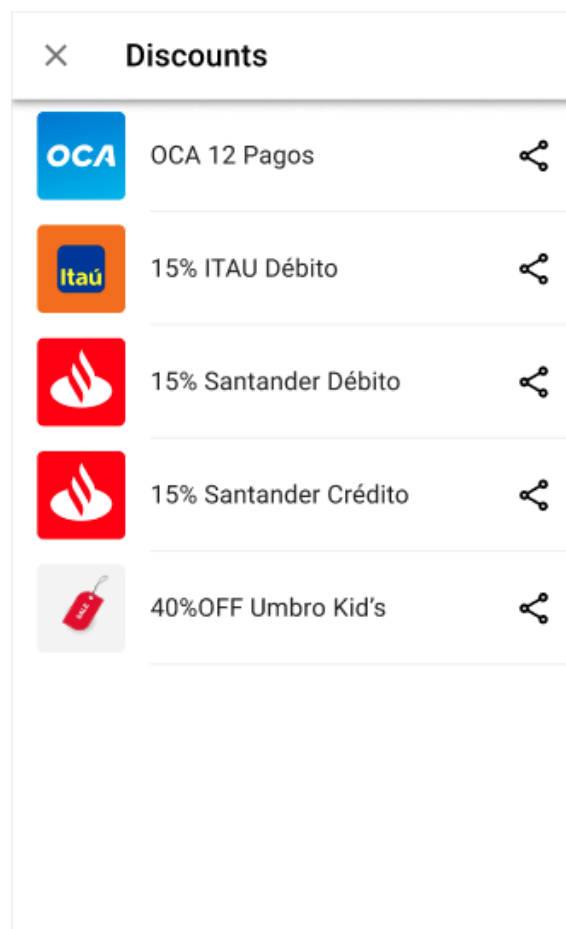 Discounts
OCA
OCA 12 Pagos
Itaú
15% ITAU Débito
15% Santander Débito
15% Santander Crédito
SALE
40%OFF Umbro Kid's